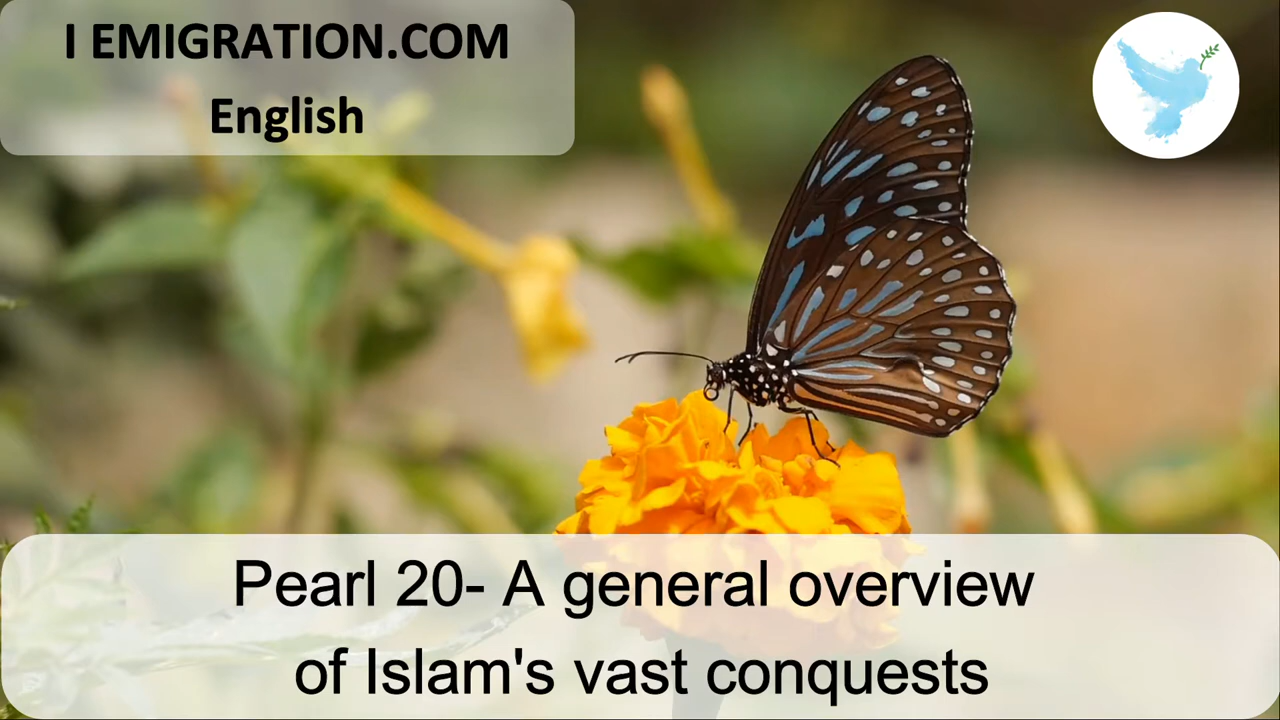 I EMIGRATION.COM
English
Pearl 20- A general overview
of Islam's vast conquests